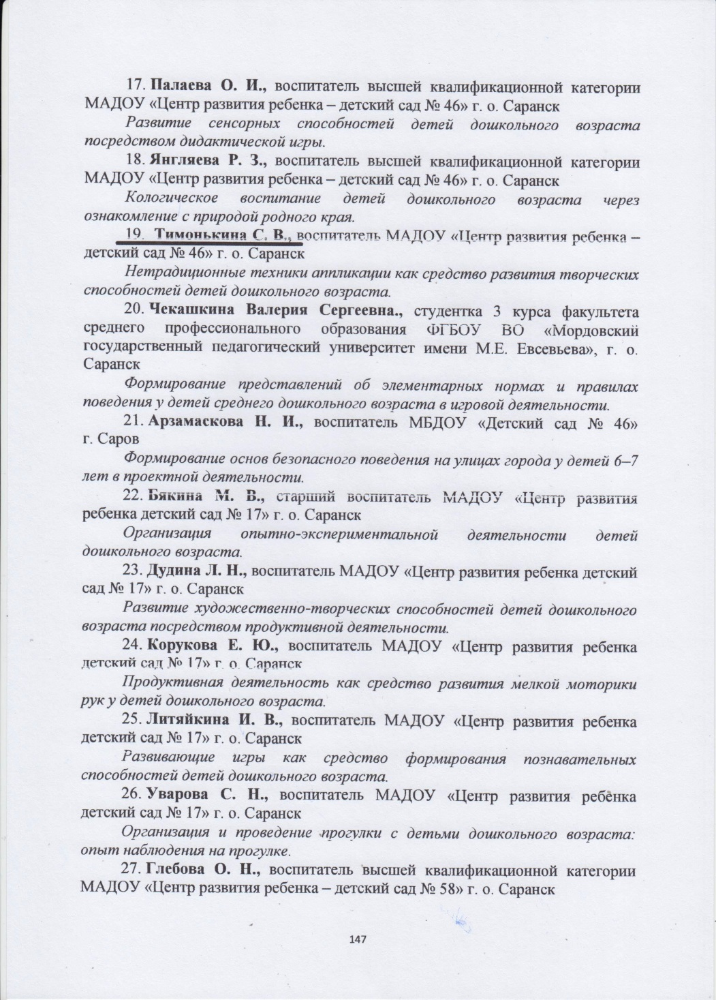 17. Палаева О. И., воспитатель высшей квалификационной категории
МАДОУ «Центр развития ребенка – детский сад № 46» г. о. Саранск
Развитие сенсорных способностей детей дошкольного возраста
посредством дидактической игры.
18. Янгляева Р. З., воспитатель высшей квалификационной категории
МАДОУ «Центр развития ребенка – детский сад № 46» г. о. Саранск
Кологическое воспитание детей дошкольного возраста через
ознакомление с природой родного края.
19. Тимонькина С. В., воспитатель МАДОУ «Центр развития ребенка –
детский сад № 46» г. о. Саранск
Нетрадиционные техники аппликации как средство развития творческих
способностей детей дошкольного возраста.
20. Чекашкина Валерия Сергеевна., студентка 3 курса факультета
среднего профессионального образования ФГБОУ ВО «Мордовский
государственный педагогический университет имени М.Е. Евсевьева», г. о.
Саранск
Формирование представлений об элементарных нормах и правилах
поведения у детей среднего дошкольного возраста в игровой деятельности.
21. Арзамаскова Н. И., воспитатель МБДОУ «Детский сад № 46»
г. Саров
Формирование основ безопасного поведения на улицах города у детей 6–7
лет в проектной деятельности.
22. Бякина М. В., старший воспитатель МАДОУ «Центр развития
ребенка детский сад № 17» г. о. Саранск
Организация опытно-экспериментальной деятельности детей
дошкольного возраста.
23. Дудина Л. Н., воспитатель МАДОУ «Центр развития ребенка детский
сад № 17» г. о. Саранск
Развитие художественно-творческих способностей детей дошкольного
возраста посредством продуктивной деятельности.
24. Корукова Е. Ю., воспитатель МАДОУ «Центр развития ребенка
детский сад № 17» г. о. Саранск
Продуктивная деятельность как средство развития мелкой моторики
рук у детей дошкольного возраста.
25. Литяйкина И. В., воспитатель МАДОУ «Центр развития ребенка
детский сад № 17» г. о. Саранск
Развивающие игры как средство формирования познавательных
способностей детей дошкольного возраста.
26. Уварова С. Н., воспитатель МАДОУ «Центр развития ребенка
детский сад № 17» г. о. Саранск
Организация и проведение прогулки с детьми дошкольного возраста:
опыт наблюдения на прогулке.
27. Глебова О. Н., воспитатель высшей квалификационной категории
МАДОУ «Центр развития ребенка – детский сад № 58» г. о. Саранск
147